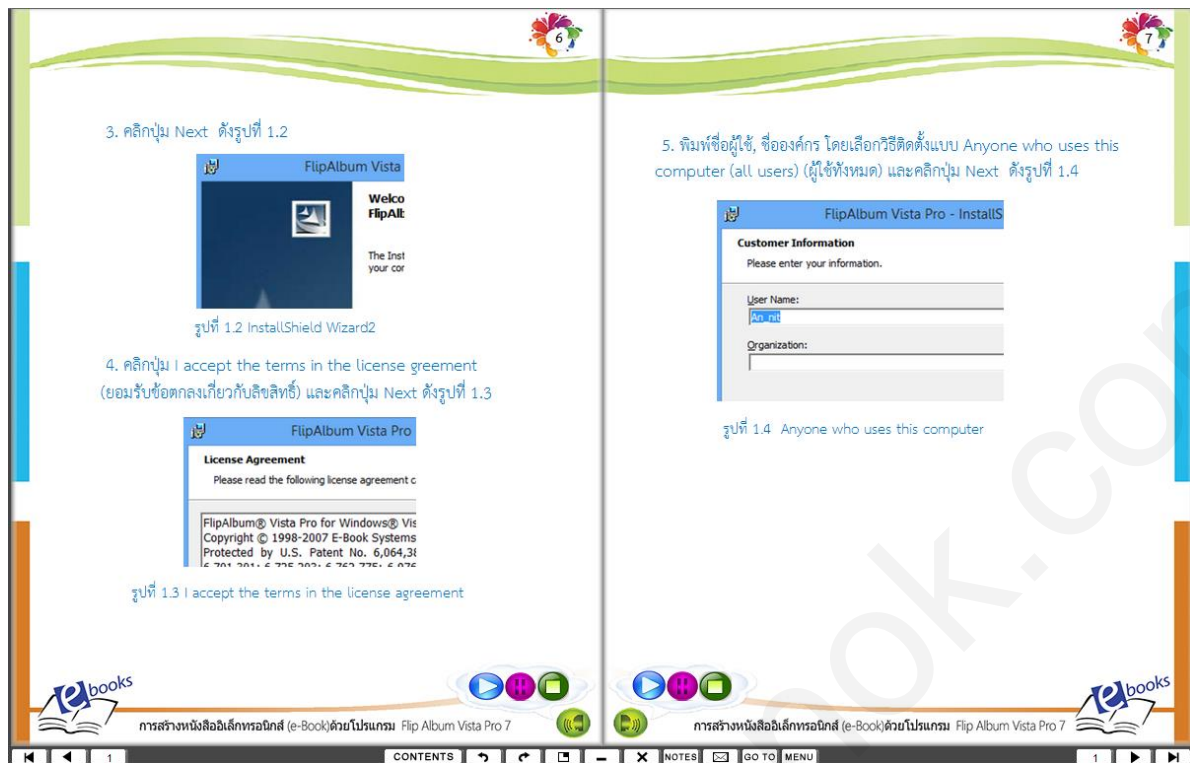 6
3. คลิกปุ่ม Next ดังรูปที่ 1.2
FlipAlbum Vista
Welco
FlipAlb
The Inst
your cor
รูปที่ 1.2 InstallShield Wizard2
4. คลิกปุ่ม I accept the terms in the license greement
(ยอมรับข้อตกลงเกี่ยวกับลิขสิทธิ์) และคลิกปุ่ม Next ดังรูปที่ 1.3
FlipAlbum Vista Pro
License Agreement
Please read the following license agreement c
FlipAlbum® Vista Pro for Windows® Vis
Copyright © 1998-2007 E-Book Systems
Protected by U.S. Patent No. 6,064,38
รูปที่ 1.3 I accept the terms in the license agreement
e books
การสร้างหนังสืออิเล็กทรอนิกส์ (e-Book)ด้วยโปรแกรม Flip Album Vista Pro 7
7
5. พิมพ์ชื่อผู้ใช้, ชื่อองค์กร โดยเลือกวิธีติดตั้งแบบ Anyone who uses this
computer (all users) (ผู้ใช้ทั้งหมด) และคลิกปุ่ม Next ดังรูปที่ 1.4
FlipAlbum Vista Pro - InstallS
Customer Information
Please enter your information.
User Name:
An_nit
Organization:
รูปที่ 1.4 Anyone who uses this computer
e books
การสร้างหนังสืออิเล็กทรอนิกส์ (e-Book)ด้วยโปรแกรม Flip Album Vista Pro 7
1 CONTENTS NOTES GO TO MENU 1